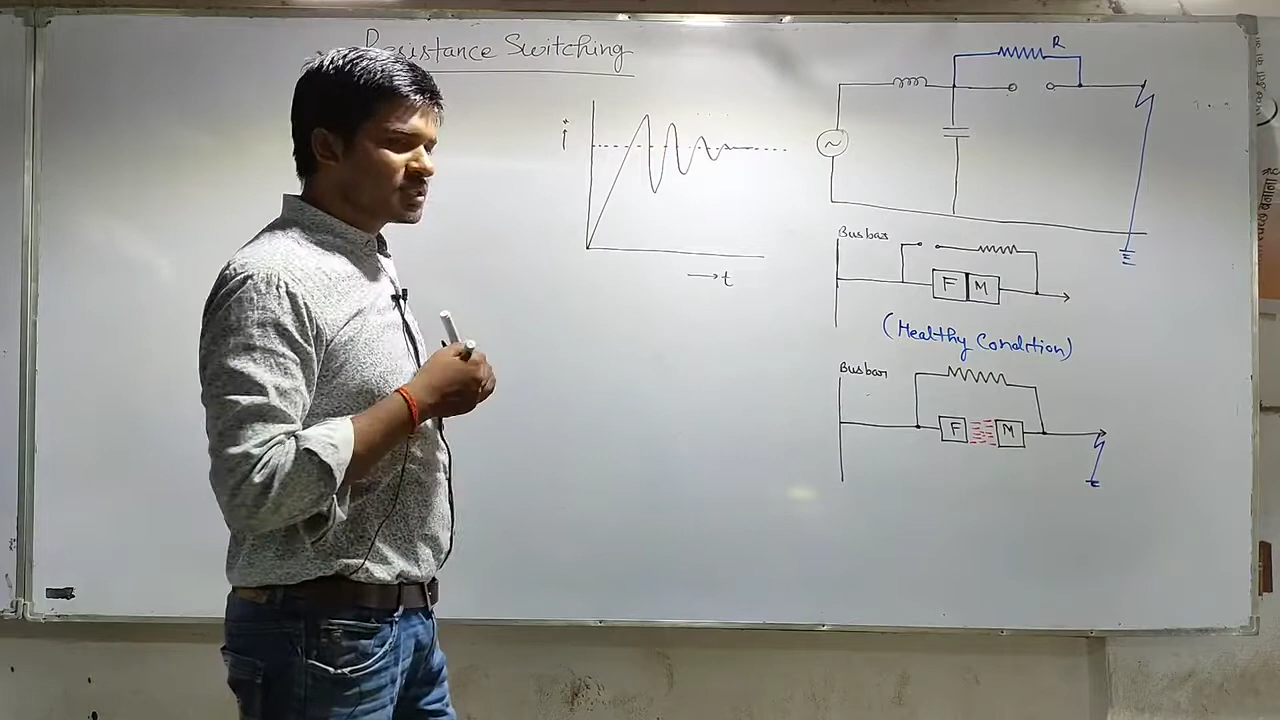 Resistance Switching
R
i
t
~
Busbar
F M
(Healthy Condition)
Busbar
F M